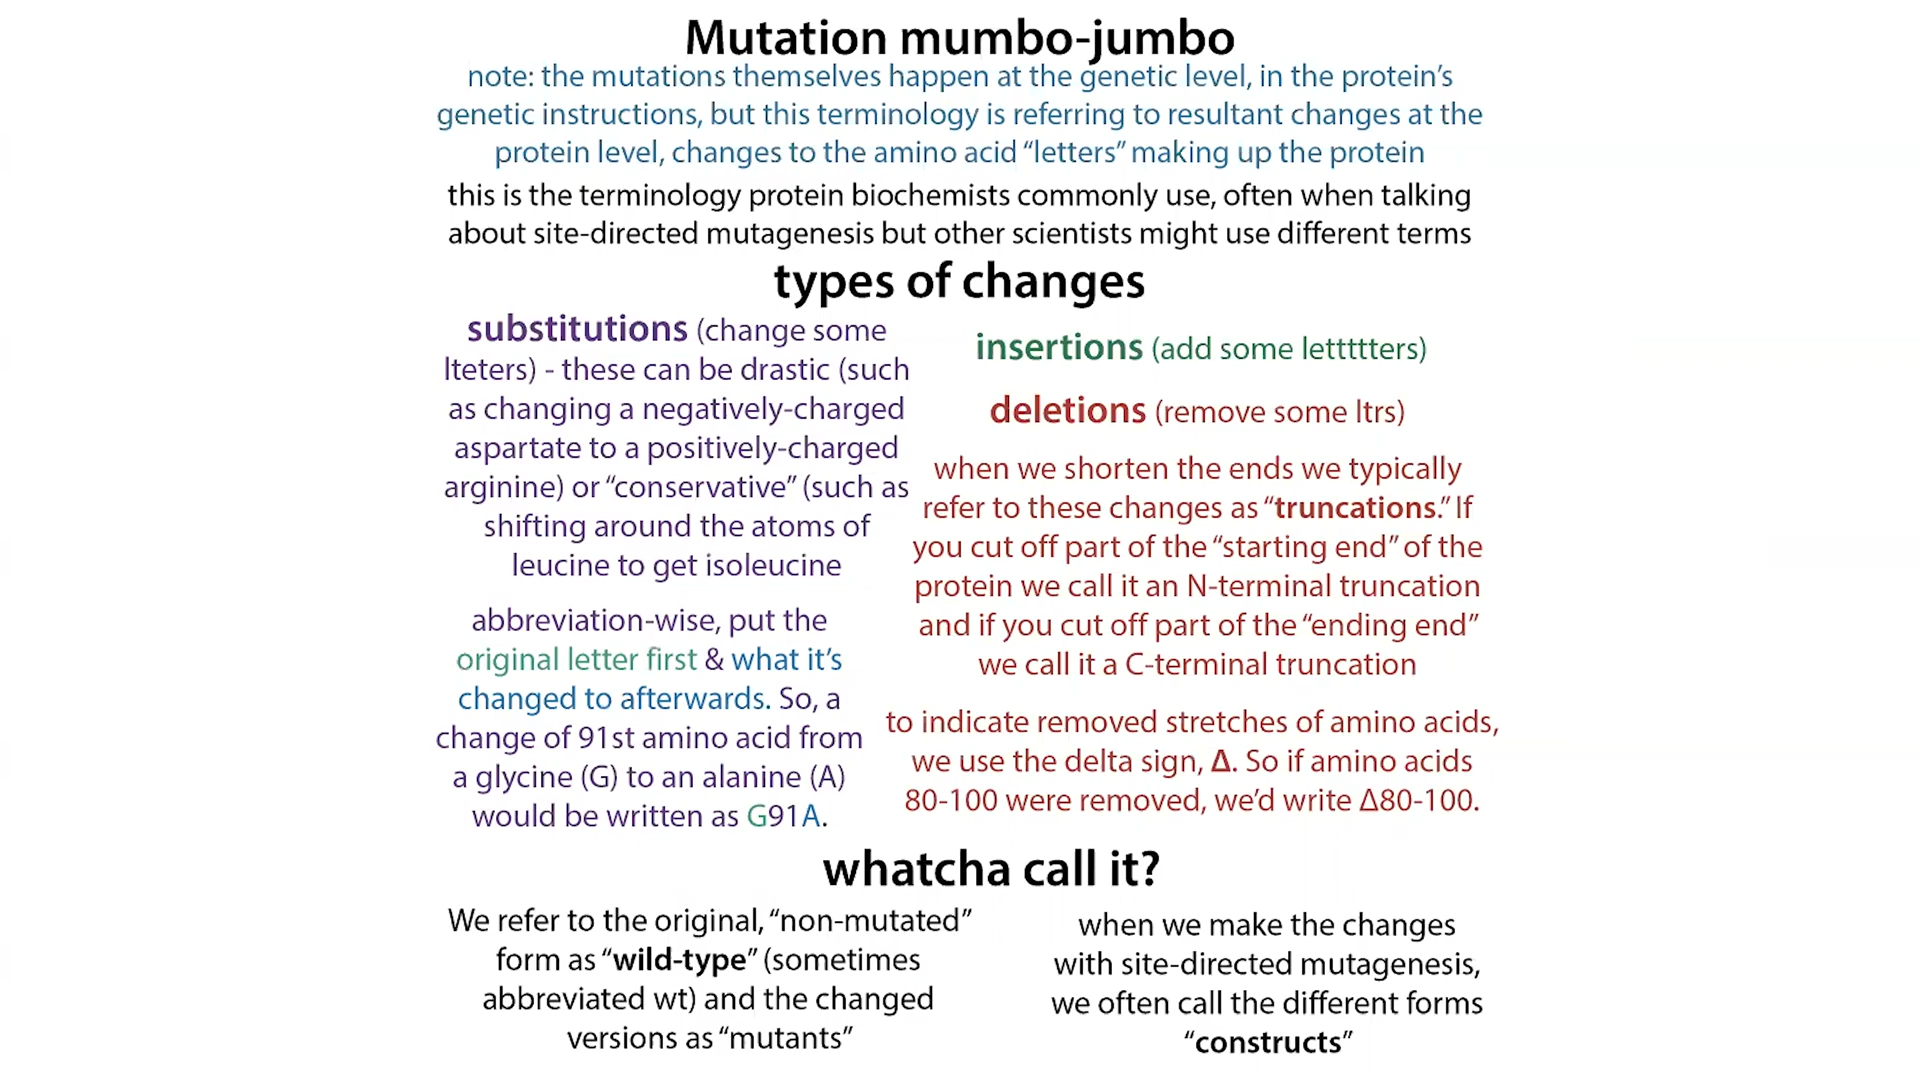 Mutation mumbo-jumbo
note: the mutations themselves happen at the genetic level, in the protein’s
genetic instructions, but this terminology is referring to resultant changes at the
protein level, changes to the amino acid “letters” making up the protein
this is the terminology protein biochemists commonly use, often when talking
about site-directed mutagenesis but other scientists might use different terms
types of changes
substitutions (change some
lteters) - these can be drastic (such
as changing a negatively-charged
aspartate to a positively-charged
arginine) or “conservative” (such as
shifting around the atoms of
leucine to get isoleucine
abbreviation-wise, put the
original letter first & what it’s
changed to afterwards. So, a
change of 91st amino acid from
a glycine (G) to an alanine (A)
would be written as G91A.
insertions (add some lettttters)
deletions (remove some ltrs)
when we shorten the ends we typically
refer to these changes as “truncations.” If
you cut off part of the “starting end” of the
protein we call it an N-terminal truncation
and if you cut off part of the “ending end”
we call it a C-terminal truncation
to indicate removed stretches of amino acids,
we use the delta sign, Δ. So if amino acids
80-100 were removed, we’d write Δ80-100.
whatcha call it?
We refer to the original, “non-mutated”
form as “wild-type” (sometimes
abbreviated wt) and the changed
versions as “mutants”
when we make the changes
with site-directed mutagenesis,
we often call the different forms
“constructs”